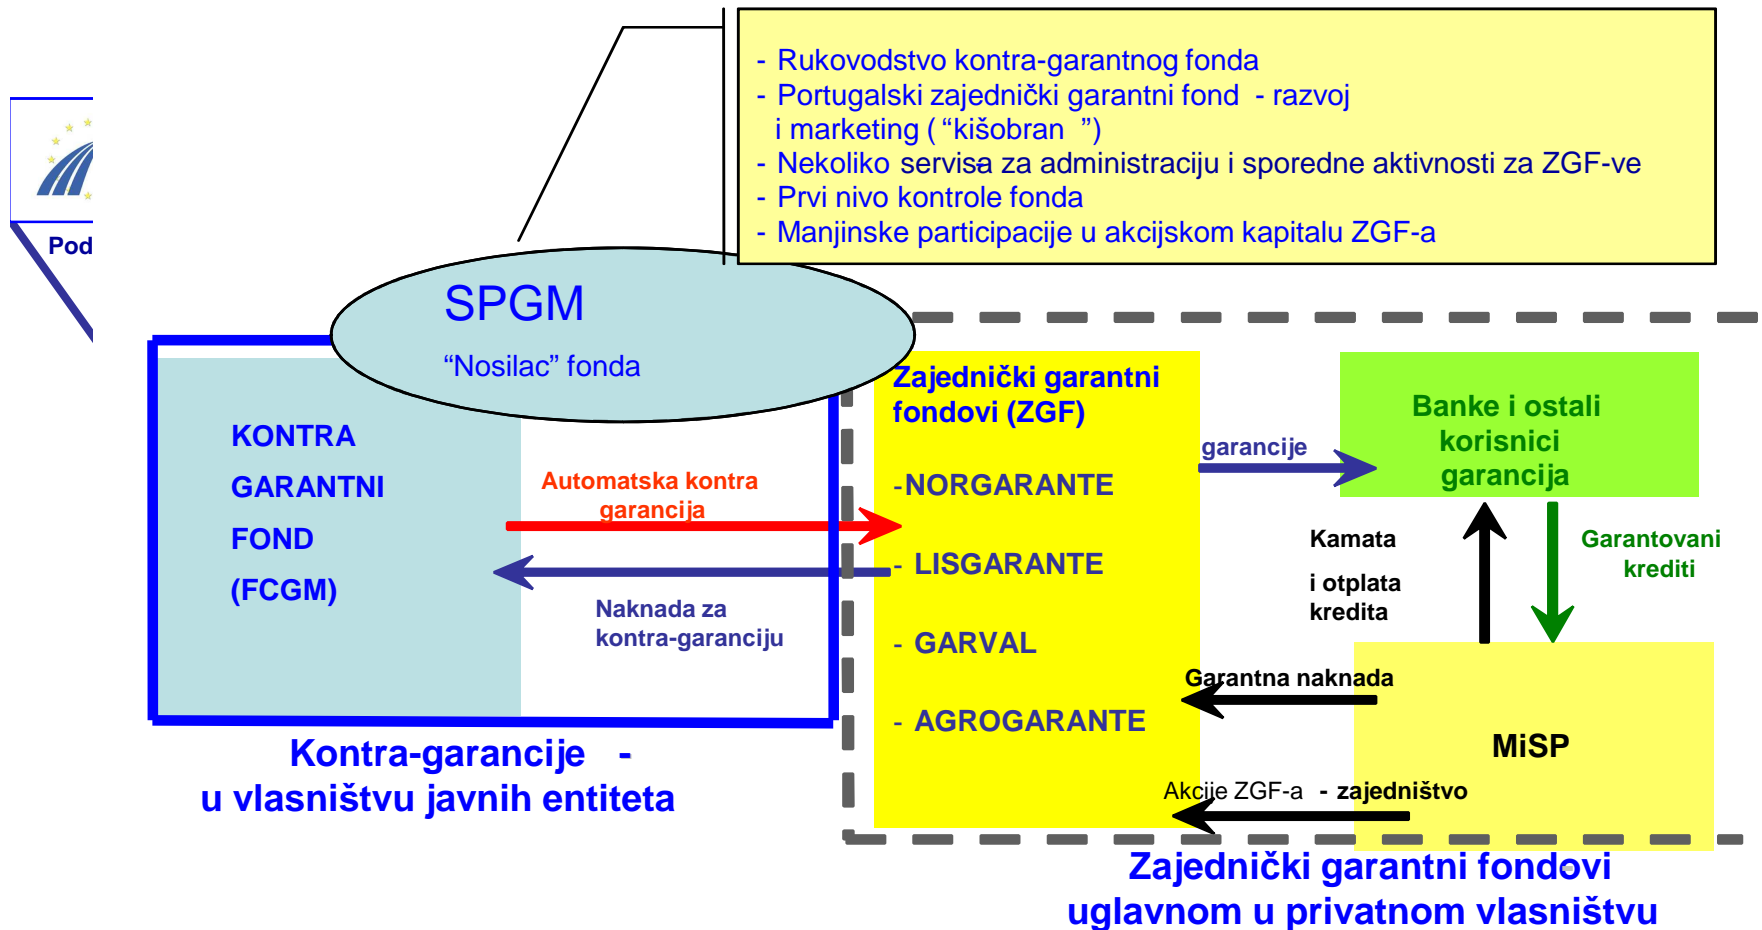 - Rukovodstvo kontra-garantnog fonda
- Portugalski zajednički garantni fond - razvoj
i marketing ( “kišobran ”)
- Nekoliko servisa za administraciju i sporedne aktivnosti za ZGF-ve
- Prvi nivo kontrole fonda
- Manjinske participacije u akcijskom kapitalu ZGF-a
Pod
SPGM
“Nosilac” fonda
KONTRA
GARANTNI
FOND
(FCGM)
Automatska kontra
garancija
Naknada za
kontra-garanciju
Kontra-garancije -
u vlasništvu javnih entiteta
Zajednički garantni
fondovi (ZGF)
-NORGARANTE
- LISGARANTE
- GARVAL
- AGROGARANTE
garancije
Banke i ostali
korisnici
garancija
Kamata
i otplata
kredita
Garantovani
krediti
Garantna naknada
MiSP
Akcije ZGF-a - zajedništvo
Zajednički garantni fondovi
-
uglavnom u privatnom vlasništvu